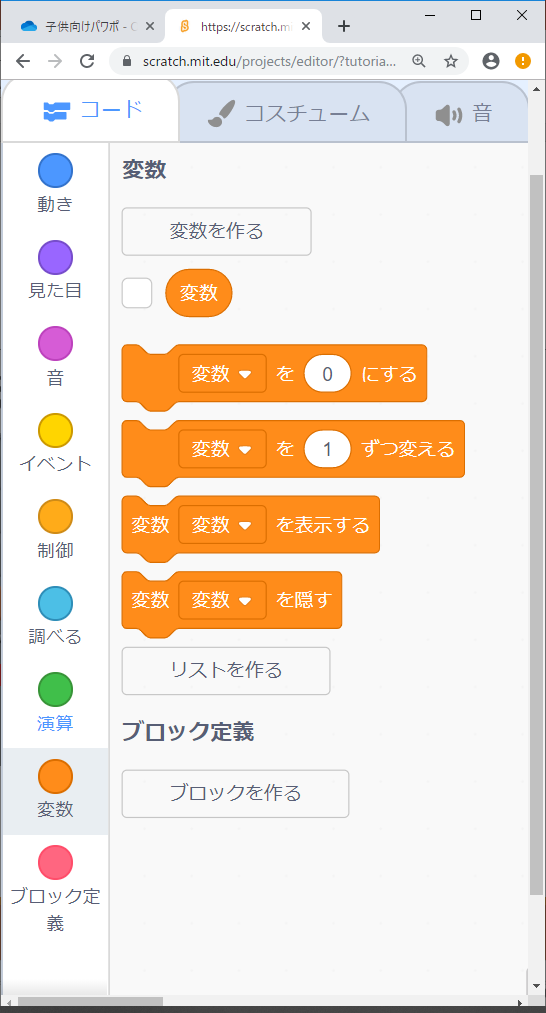 子供向けパワポ - C
https://scratch.mi
scratch.mit.edu/projects/editor/?tutoria...
コード
コスチューム
音
動き
見た目
音
イベント
制御
調べる
演算
変数
ブロック定
義
変数
変数を作る
変数
変数 を 0 にする
変数 を 1 ずつ変える
変数 変数 を表示する
変数 変数 を隠す
リストを作る
ブロック定義
ブロックを作る